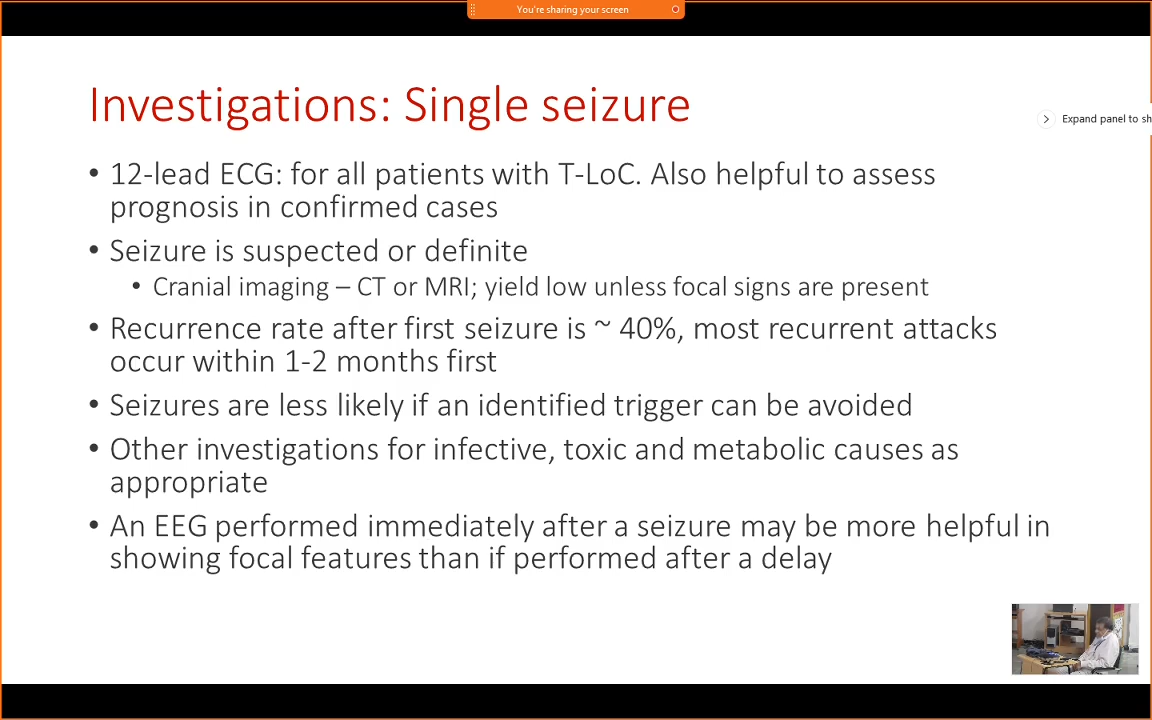 You're sharing your screen
Investigations: Single seizure
Expand panel to sh
• 12-lead ECG: for all patients with T-LoC. Also helpful to assess
prognosis in confirmed cases
• Seizure is suspected or definite
• Cranial imaging – CT or MRI; yield low unless focal signs are present
• Recurrence rate after first seizure is ~ 40%, most recurrent attacks
occur within 1-2 months first
• Seizures are less likely if an identified trigger can be avoided
• Other investigations for infective, toxic and metabolic causes as
appropriate
• An EEG performed immediately after a seizure may be more helpful in
showing focal features than if performed after a delay